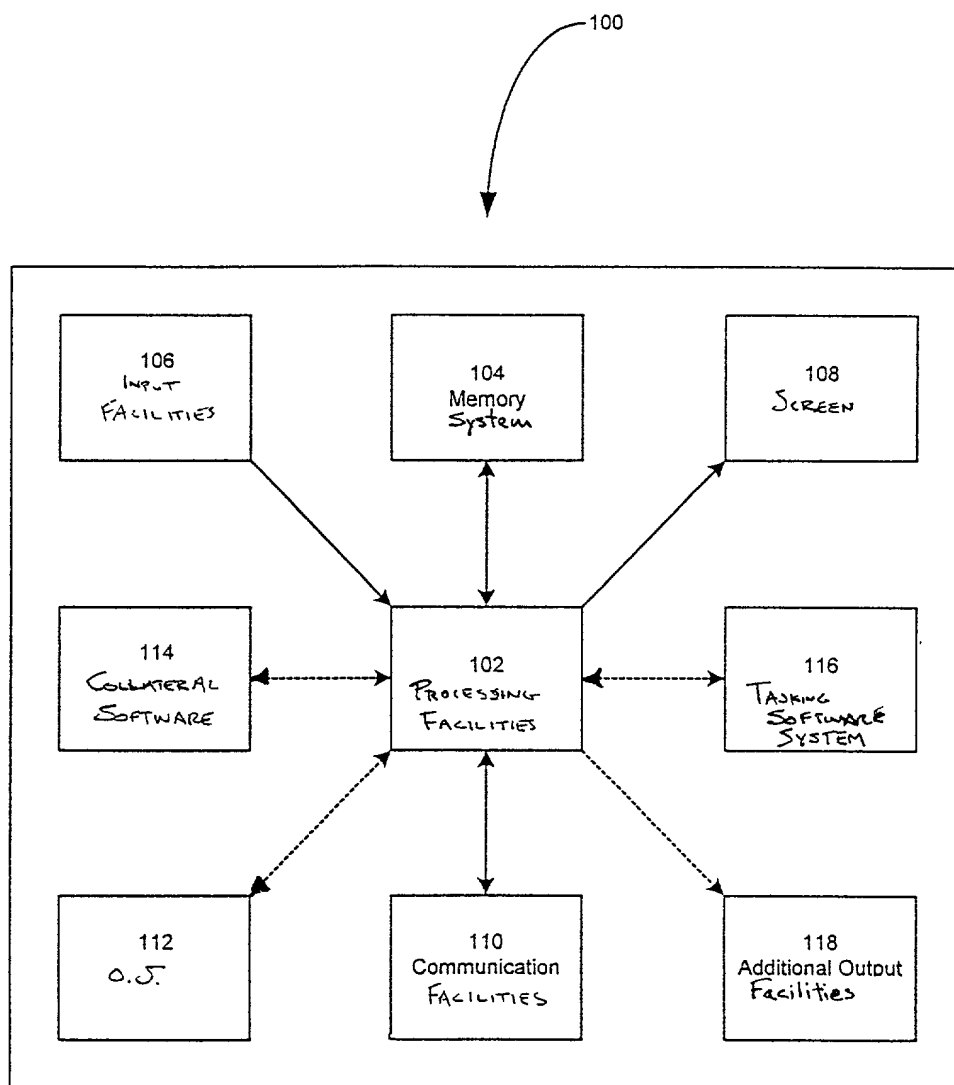 100
106
INPUT
FACILITIES
104
Memory
System
108
SCREEN
114
COLLATERAL
SOFTWARE
102
PROCESSING
FACILITIES
116
TASKING
SOFTWARE
SYSTEM
112
O.S.
110
Communication
FACILITIES
118
Additional Output
Facilities